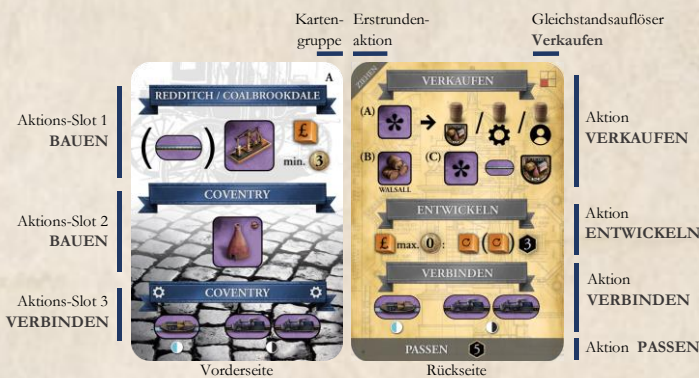 Karten-
gruppe
Erstrunden-
aktion
Gleichstandsauflöser
Verkaufen
Aktions-Slot 1
BAUEN
Aktions-Slot 2
BAUEN
Aktions-Slot 3
VERBINDEN
A
REDDITCH / COALBROOKDALE
( )
£
min. 3
COVENTRY
COVENTRY
Vorderseite
ZIEHEN
VERKAUFEN
(A) * → / /
(B) (C) *
WALSALL
ENTWICKELN
£ max. 0 : ( ) 3
VERBINDEN
PASSEN 5
Rückseite
Aktion
VERKAUFEN
Aktion
ENTWICKELN
Aktion
VERBINDEN
Aktion PASSEN